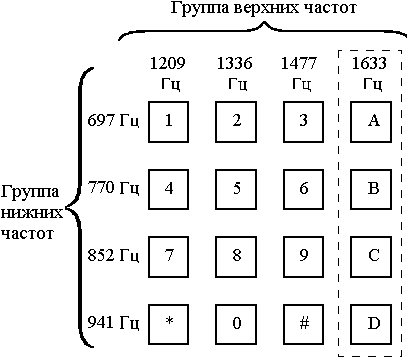 Группа верхних частот
1209 1336 1477 1633
Гц Гц Гц Гц
697 Гц 1 2 3 A
770 Гц 4 5 6 B
Группа
нижних
частот
852 Гц 7 8 9 C
941 Гц * 0 # D